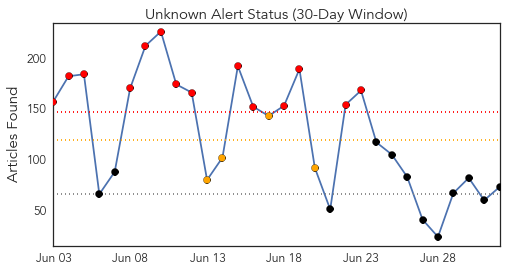 Unknown Alert Status (30-Day Window)
Articles Found
200
150
100
50
Jun 03 Jun 08 Jun 13 Jun 18 Jun 23 Jun 28